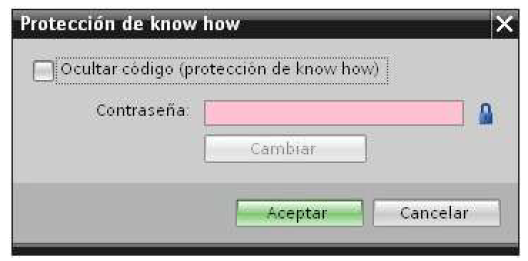 Protección de know how
Ocultar código (protección de know how)
Contraseña:
Cambiar
Aceptar Cancelar